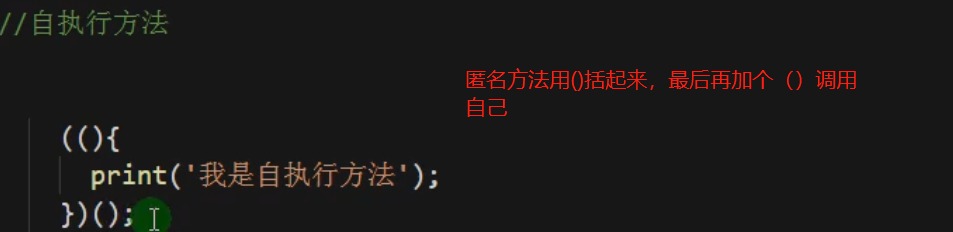 //自执行方法
匿名方法用()括起来，最后再加个（）调用
自己
((){
print('我是自执行方法');
})();